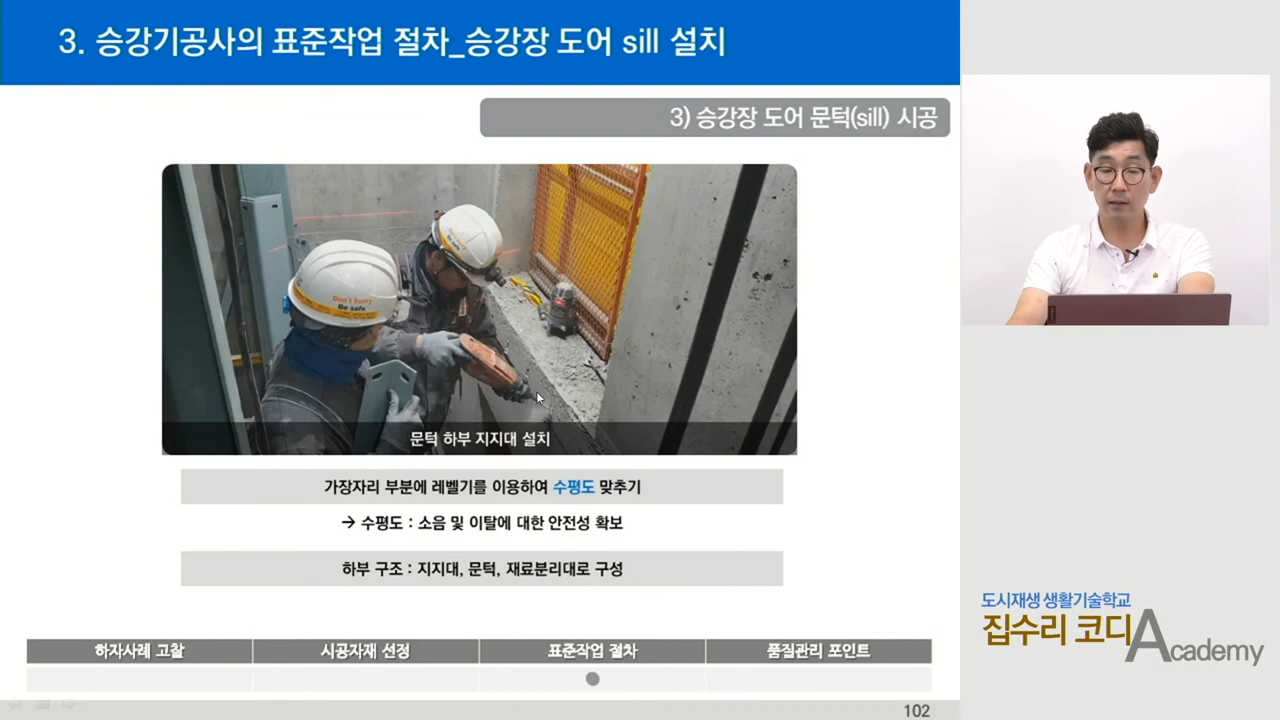 3. 승강기공사의 표준작업 절차_승강장 도어 sill 설치
3) 승강장 도어 문턱(sill) 시공
Don't hurry
Be safe
문턱 하부 지지대 설치
가장자리 부분에 레벨기를 이용하여 수평도 맞추기
→ 수평도 : 소음 및 이탈에 대한 안전성 확보
하부 구조 : 지지대, 문턱, 재료분리대로 구성
하자사례 고찰 시공자재 선정 표준작업 절차 품질관리 포인트
102
도시재생 생활기술학교
집수리 코디 Academy